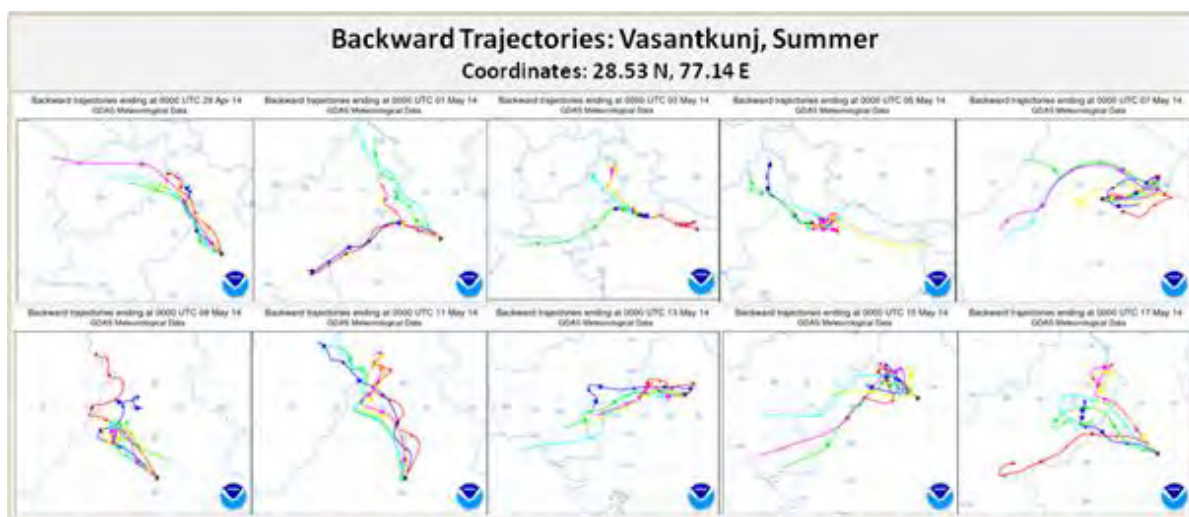 Backward Trajectories: Vasantkunj, Summer
Coordinates: 28.53 N, 77.14 E
Backward trajectories ending at 0000 UTC 29 Apr 14
GDAS Meteorological Data
Backward trajectories ending at 0000 UTC 01 May 14
GDAS Meteorological Data
Backward trajectories ending at 0000 UTC 03 May 14
GDAS Meteorological Data
Backward trajectories ending at 0000 UTC 05 May 14
GDAS Meteorological Data
Backward trajectories ending at 0000 UTC 07 May 14
GDAS Meteorological Data
Backward trajectories ending at 0000 UTC 09 May 14
GDAS Meteorological Data
Backward trajectories ending at 0000 UTC 11 May 14
GDAS Meteorological Data
Backward trajectories ending at 0000 UTC 13 May 14
GDAS Meteorological Data
Backward trajectories ending at 0000 UTC 15 May 14
GDAS Meteorological Data
Backward trajectories ending at 0000 UTC 17 May 14
GDAS Meteorological Data